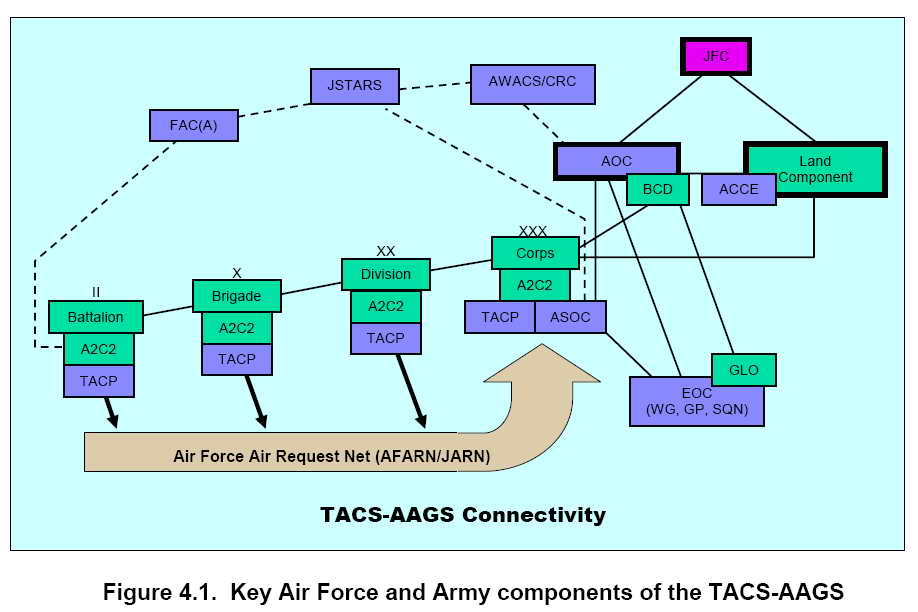 JFC
JSTARS
AWACS/CRC
FAC(A)
AOC
Land
Component
BCD
ACCE
XXX
Corps
A2C2
TACP
ASOC
XX
Division
A2C2
TACP
X
Brigade
A2C2
TACP
II
Battalion
A2C2
TACP
GLO
EOC
(WG, GP, SQN)
Air Force Air Request Net (AFARN/JARN)
TACS-AAGS Connectivity
Figure 4.1. Key Air Force and Army components of the TACS-AAGS